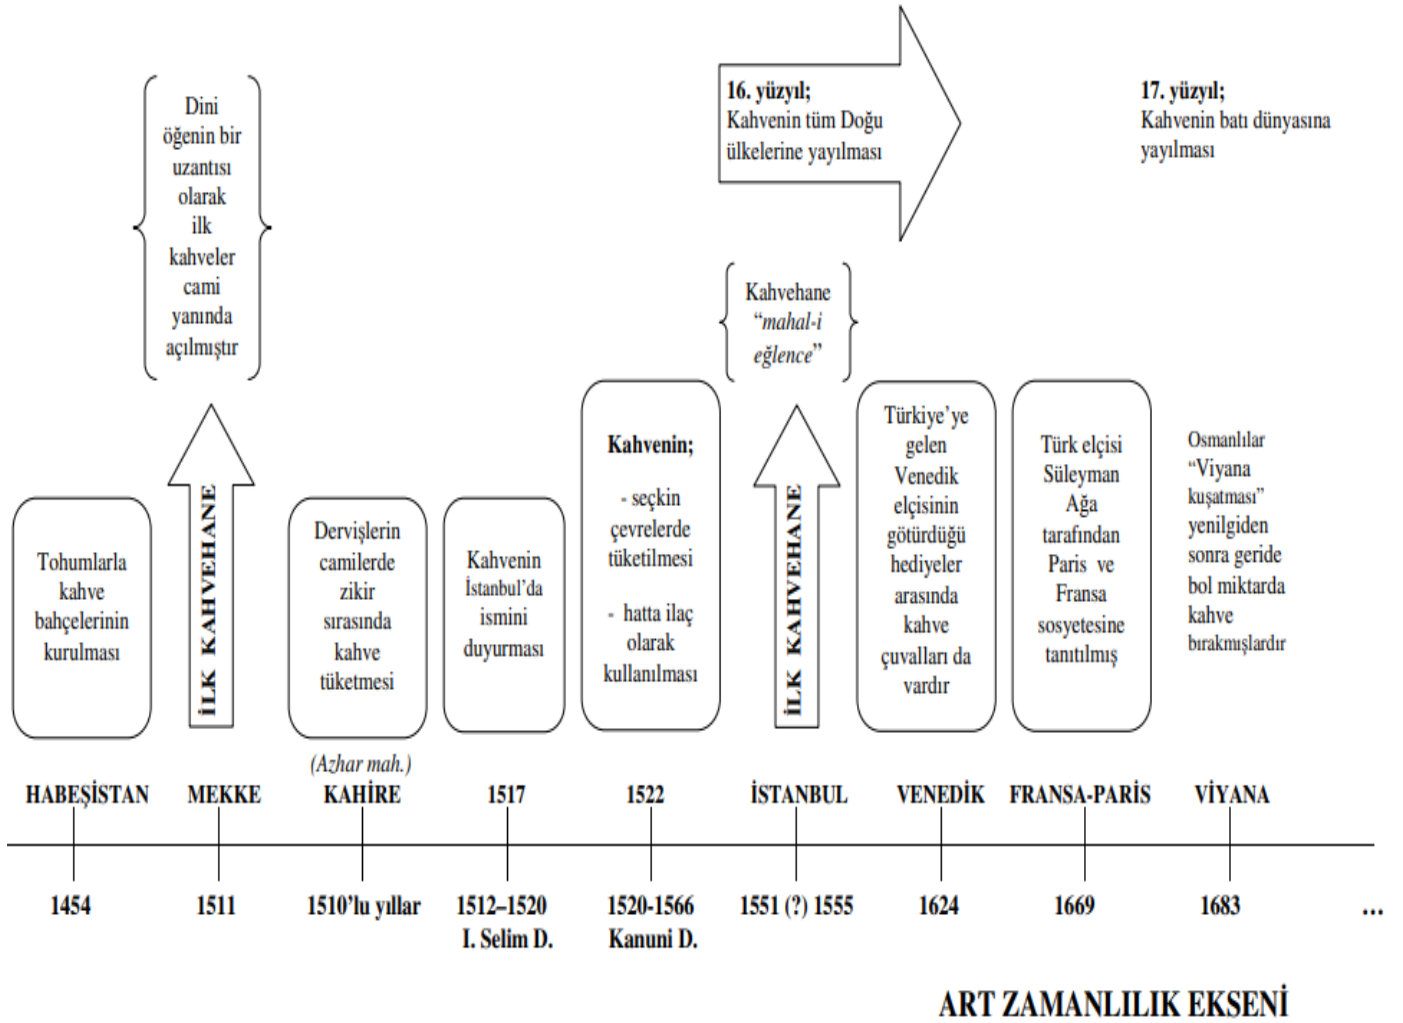 16. yüzyıl;
Kahvenin tüm Doğu
ülkelerine yayılması
17. yüzyıl;
Kahvenin batı dünyasına
yayılması
Dini
öğenin bir
uzantısı
olarak
ilk
kahveler
cami
yanında
açılmıştır
Kahvehane
“mahal-i
eğlence”
Tohumlarla
kahve
bahçelerinin
kurulması
İLK KAHVEHANE
Dervişlerin
camilerde
zikir
sırasında
kahve
tüketmesi
Kahvenin
İstanbul’da
ismini
duyurması
Kahvenin;
- seçkin
çevrelerde
tüketilmesi
- hatta ilaç
olarak
kullanılması
İLK KAHVEHANE
Türkiye’ye
gelen
Venedik
elçisinin
götürdüğü
hediyeler
arasında
kahve
çuvalları da
vardır
Türk elçisi
Süleyman
Ağa
tarafından
Paris ve
Fransa
sosyetesine
tanıtılmış
Osmanlılar
“Viyana
kuşatması”
yenilgiden
sonra geride
bol miktarda
kahve
bırakmışlardır
(Azhar mah.)
HABEŞİSTAN MEKKE KAHİRE 1517 1522 İSTANBUL VENEDİK FRANSA-PARİS VİYANA
1454 1511 1510’lu yıllar 1512–1520 1520-1566 1551 (?) 1555 1624 1669 1683 ...
I. Selim D. Kanuni D.
ART ZAMANLILIK EKSENİ